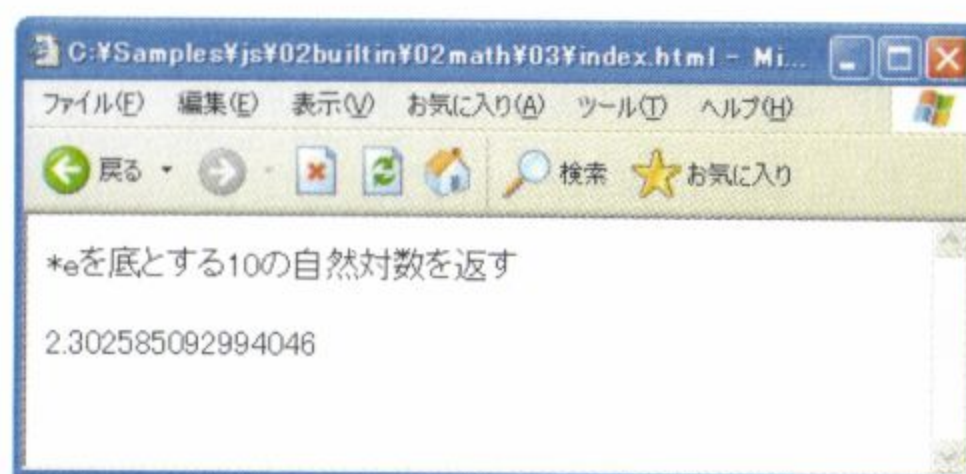 C:¥Samples¥js¥02builtin¥02math¥03¥index.html - Mi...
ファイル(F) 編集(E) 表示(V) お気に入り(A) ツール(T) ヘルプ(H)
戻る 検索 お気に入り
*eを底とする10の自然対数を返す
2.302585092994046